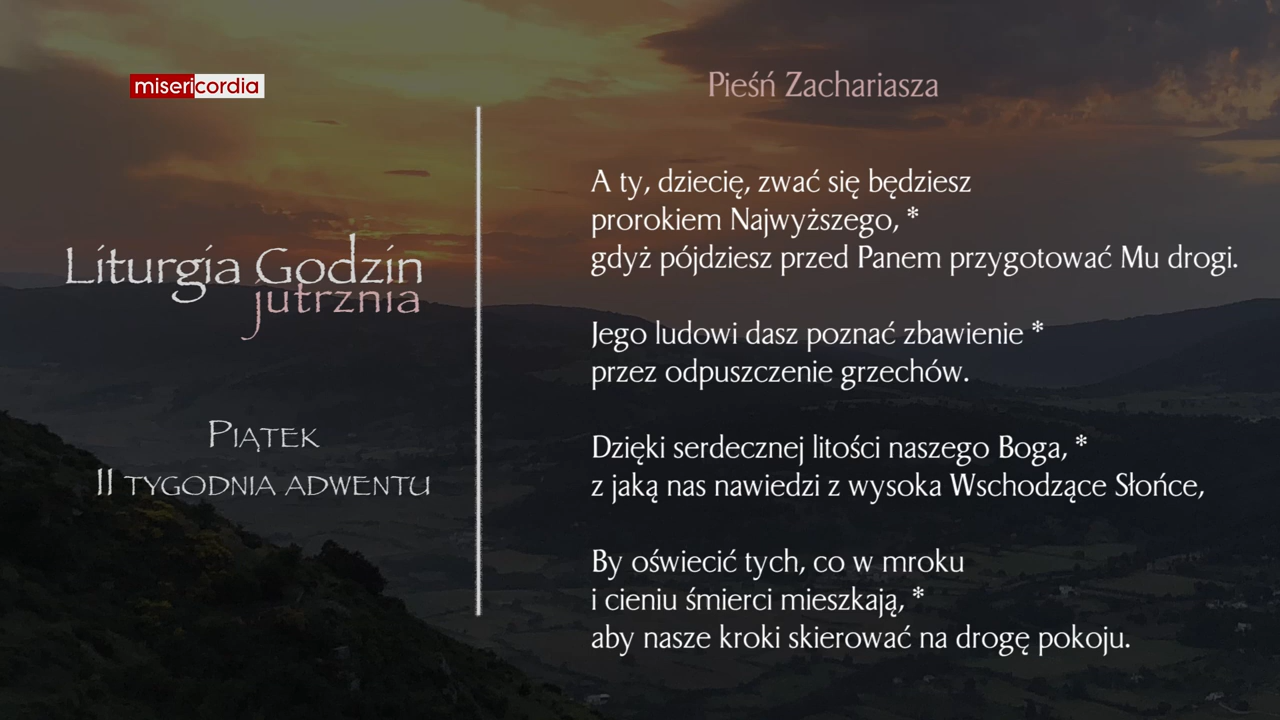 misericordia
Liturgia Godzin
jutrznia
Piątek
II tygodnia adwentu
Pieśń Zachariasza
A ty, dziecię, zwać się będziesz
prorokiem Najwyższego, *
gdyż pójdziesz przed Panem przygotować Mu drogi.
Jego ludowi dasz poznać zbawienie *
przez odpuszczenie grzechów.
Dzięki serdecznej litości naszego Boga, *
z jaką nas nawiedzi z wysoka Wschodzące Słońce,
By oświecić tych, co w mroku
i cieniu śmierci mieszkają, *
aby nasze kroki skierować na drogę pokoju.